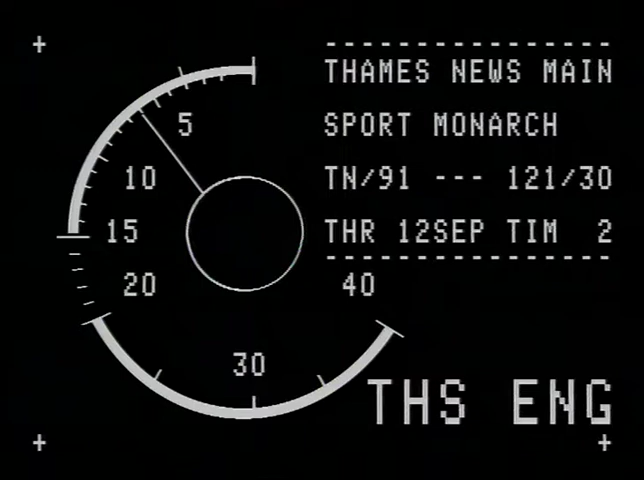 THAMES NEWS MAIN
SPORT MONARCH
TN/91 --- 121/30
THR 12SEP TIM 2
5
10
15
20
30
40
THS ENG